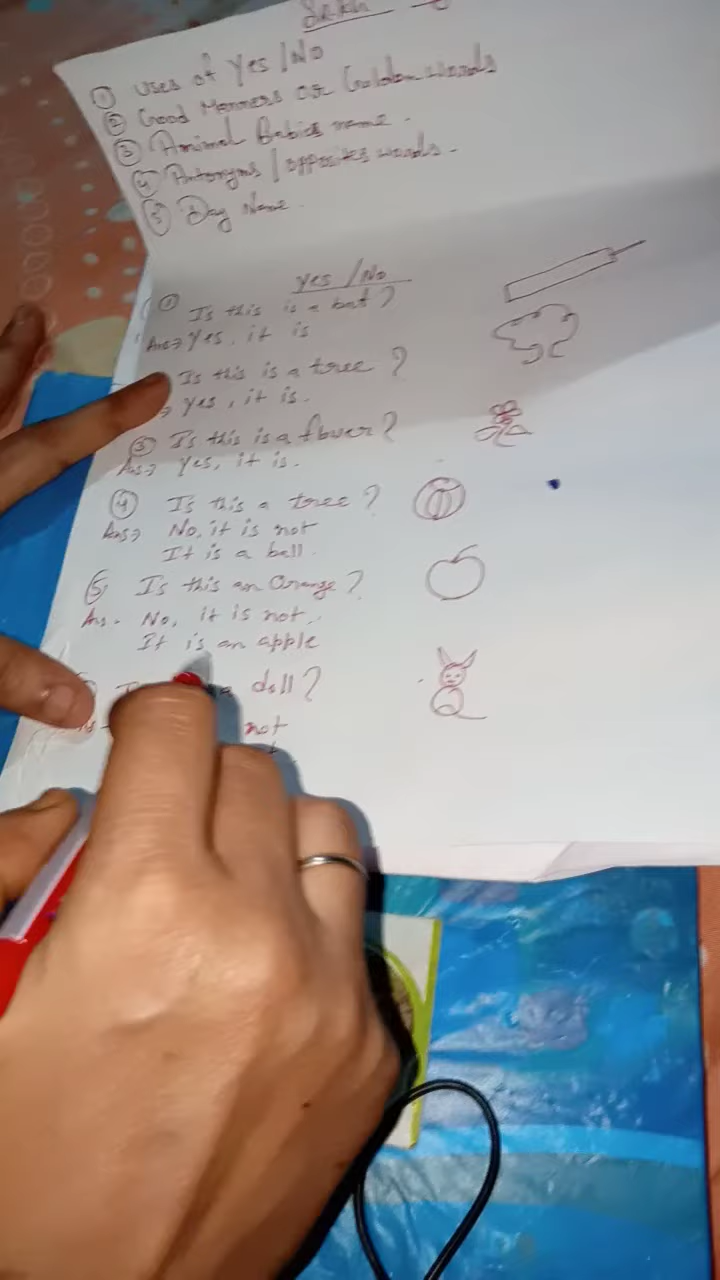 ① Uses of Yes/No
② Good Manners or Golden words
③ Animal Babies name.
④ Antonyms / opposite words.
⑤ Day Name.
Yes/No
① Is this is a bat?
Ans→ Yes, it is
Is this is a tree?
→ Yes, it is.
③ Is this is a flower?
Ans→ Yes, it is.
④ Is this a tree?
Ans→ No, it is not
It is a ball.
⑤ Is this an Orange?
Ans. No, it is not.
It is an apple
doll?
not